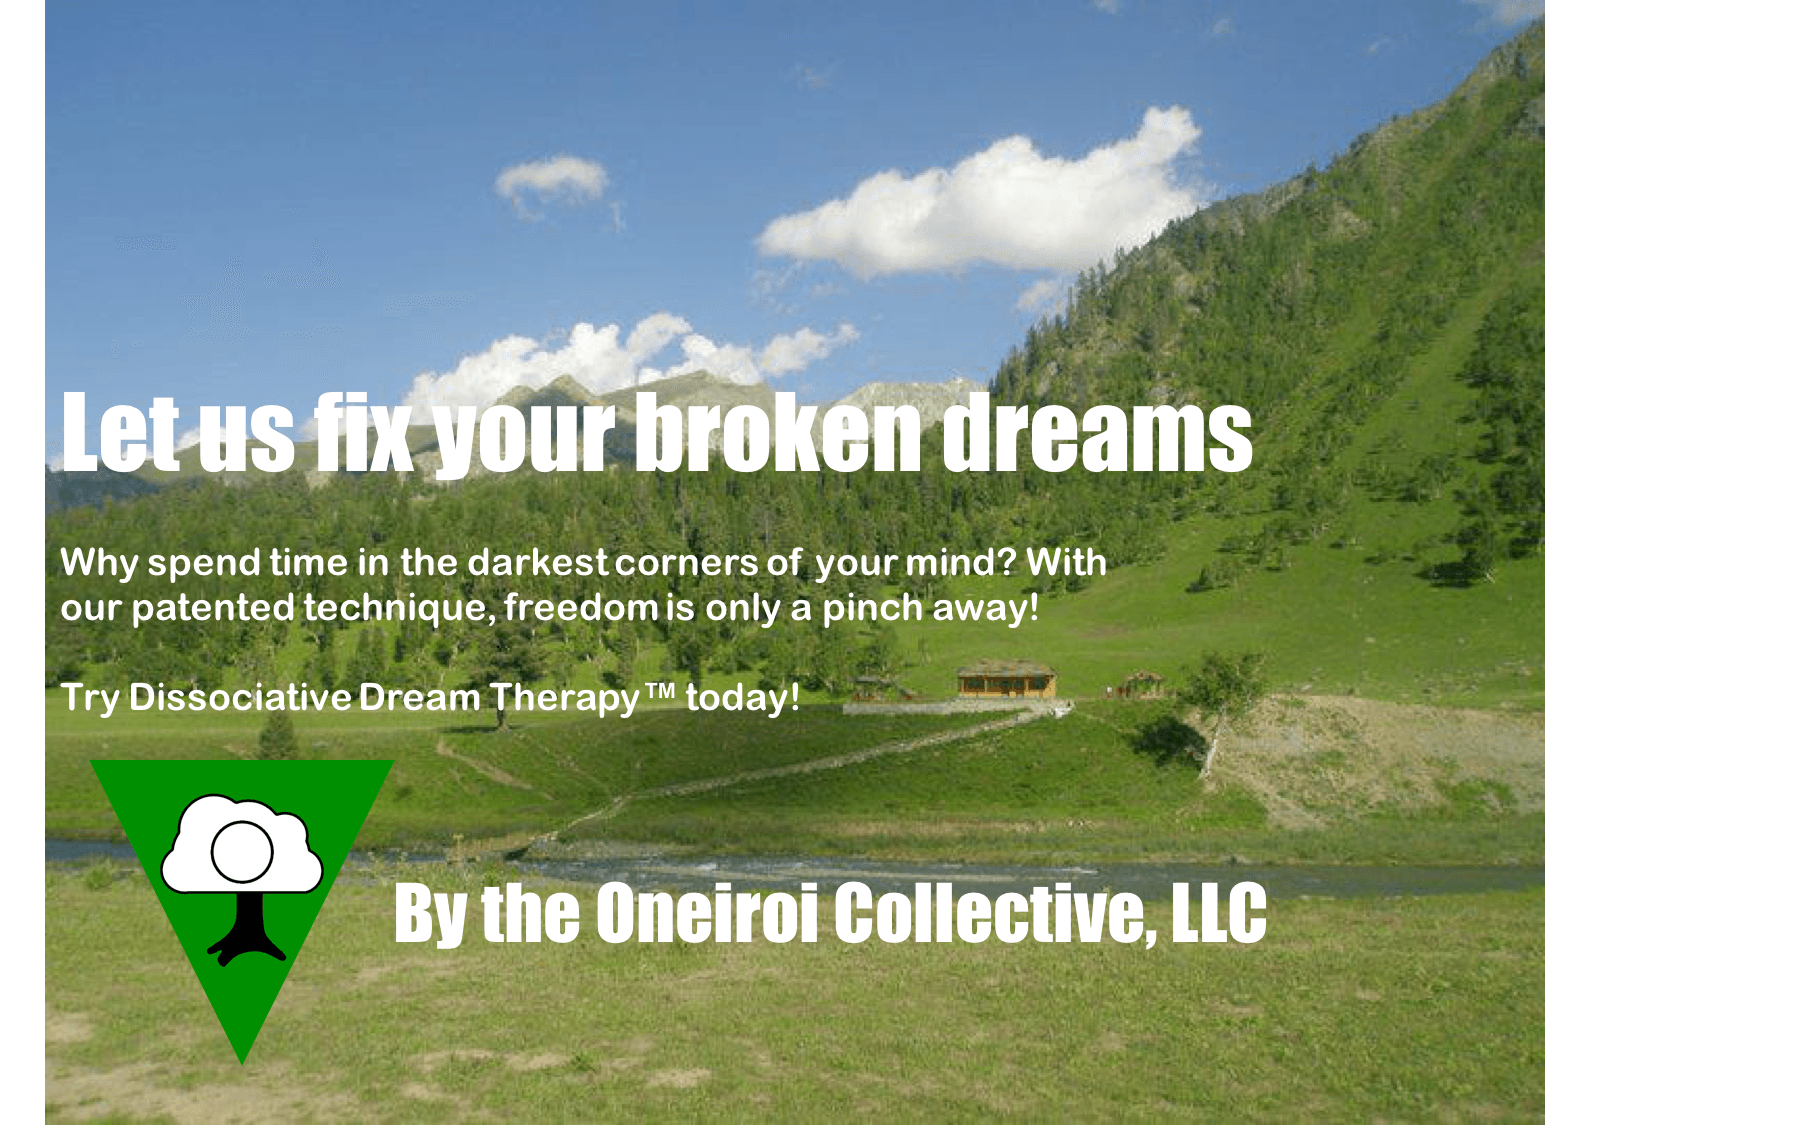 Let us fix your broken dreams
Why spend time in the darkest corners of your mind? With
our patented technique, freedom is only a pinch away!
Try Dissociative Dream Therapy™ today!
By the Oneiroi Collective, LLC